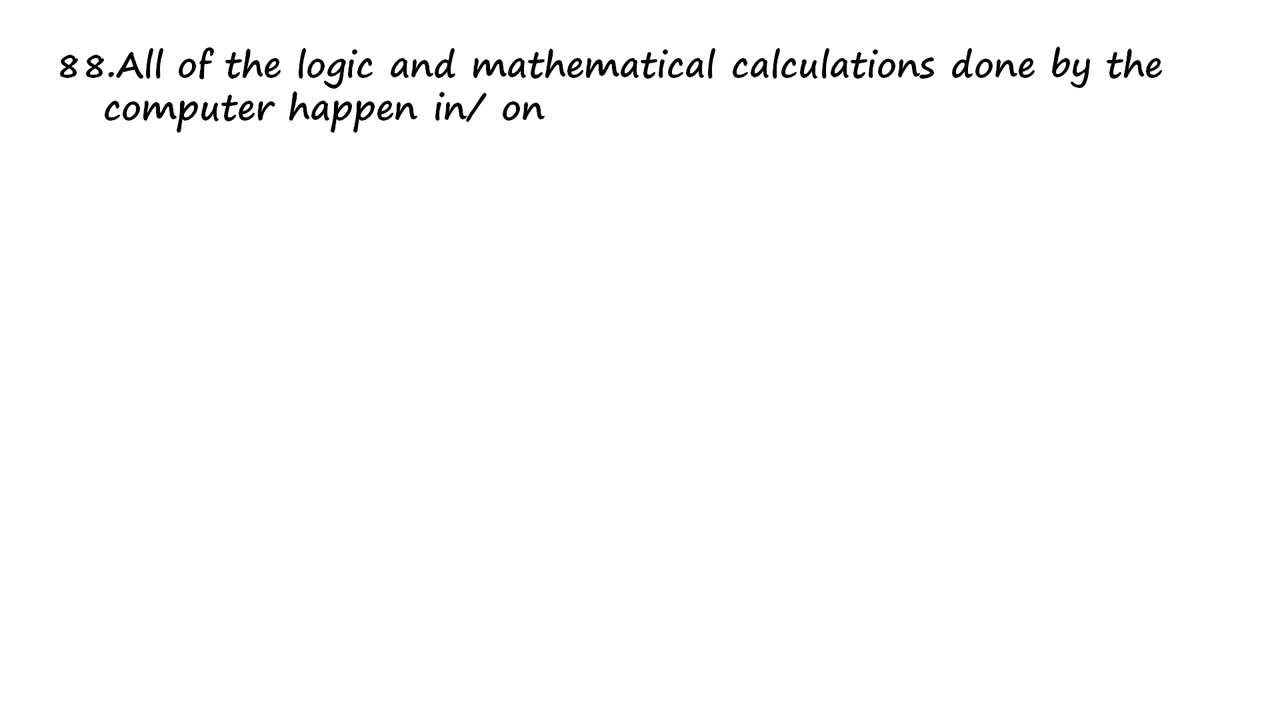 88.All of the logic and mathematical calculations done by the
computer happen in/ on